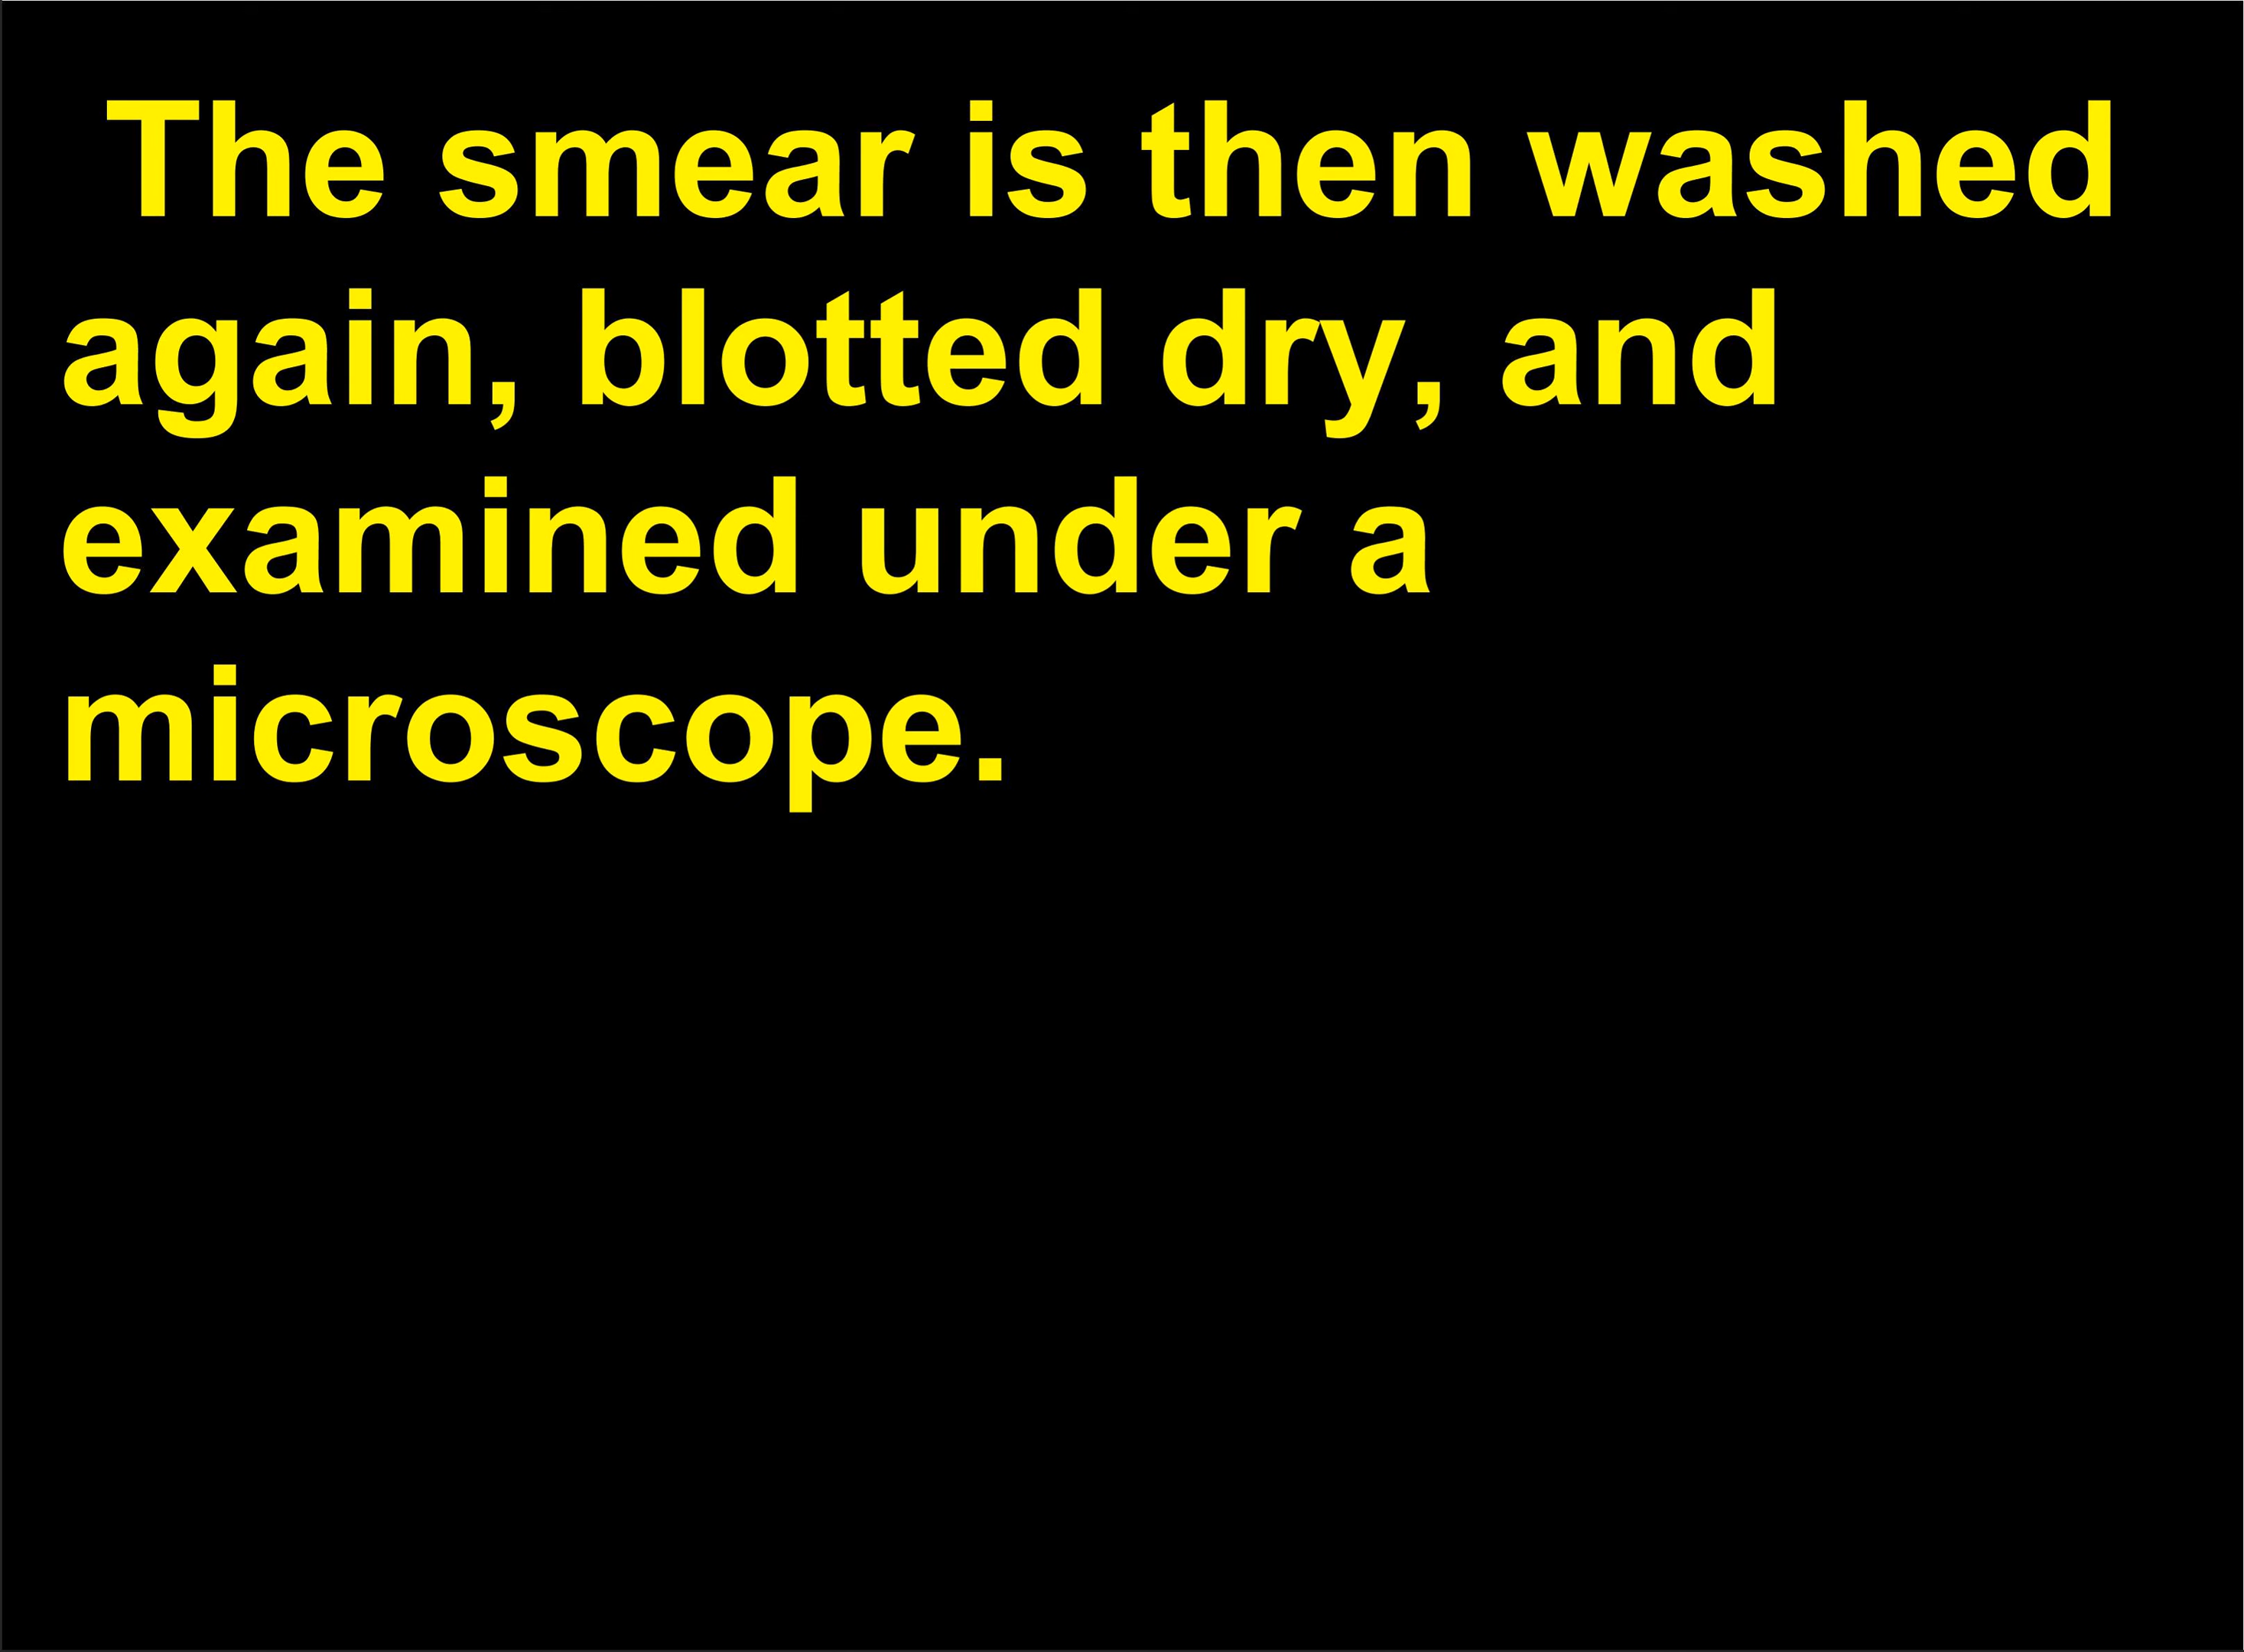 The smear is then washed
again, blotted dry, and
examined under a
microscope.